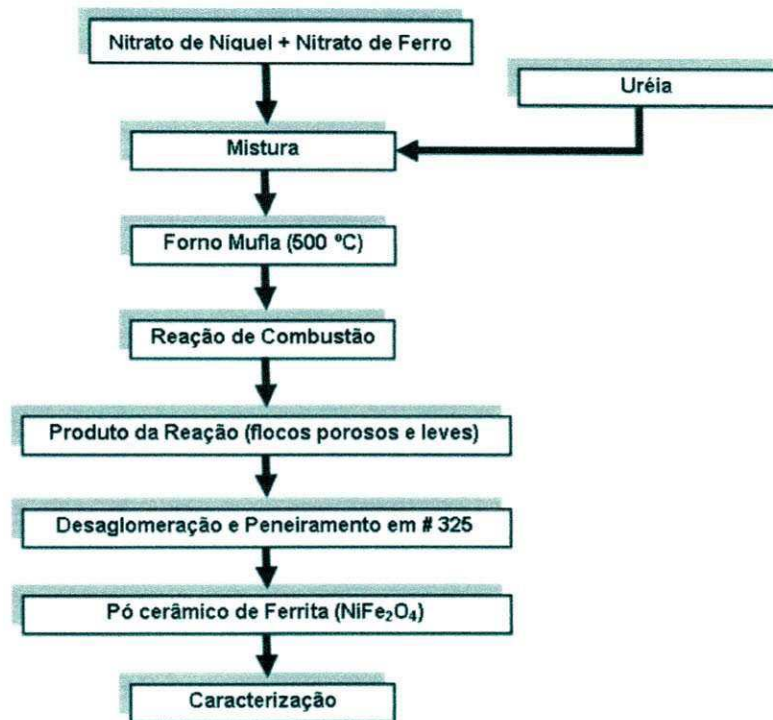 Nitrato de Níquel + Nitrato de Ferro
Uréia
Mistura
Forno Mufla (500 ºC)
Reação de Combustão
Produto da Reação (flocos porosos e leves)
Desaglomeração e Peneiramento em # 325
Pó cerâmico de Ferrita (NiFe₂O₄)
Caracterização